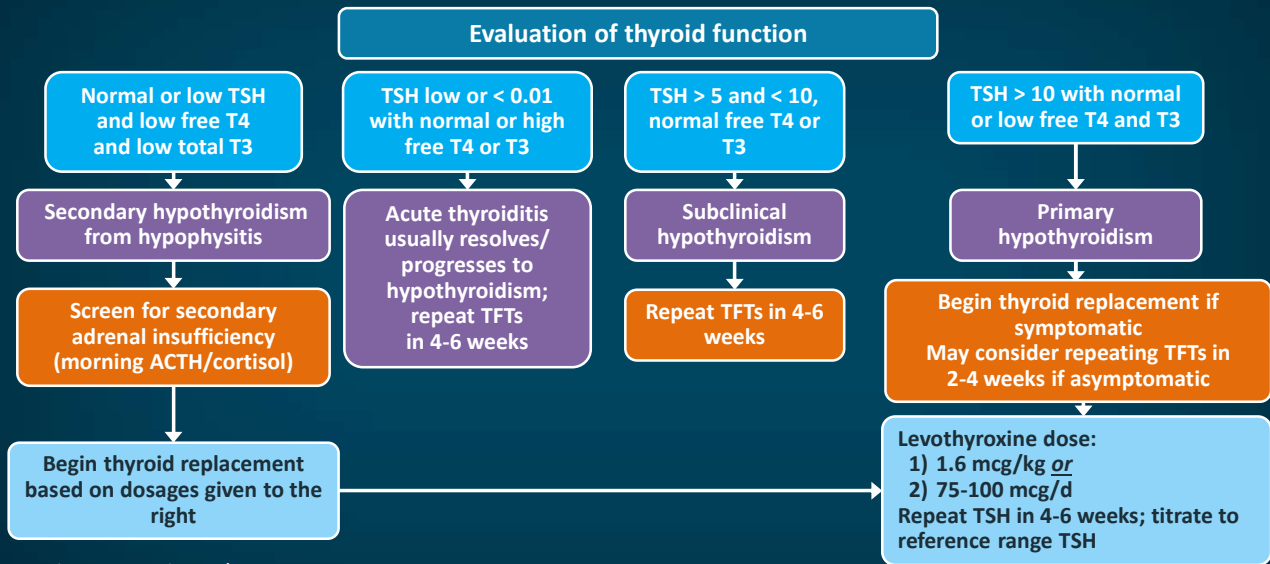 Evaluation of thyroid function
Normal or low TSH
and low free T4
and low total T3
Secondary hypothyroidism
from hypophysitis
Screen for secondary
adrenal insufficiency
(morning ACTH/cortisol)
Begin thyroid replacement
based on dosages given to the
right
TSH low or < 0.01
with normal or high
free T4 or T3
Acute thyroiditis
usually resolves/
progresses to
hypothyroidism;
repeat TFTs
in 4-6 weeks
TSH > 5 and < 10,
normal free T4 or
T3
Subclinical
hypothyroidism
Repeat TFTs in 4-6
weeks
TSH > 10 with normal
or low free T4 and T3
Primary
hypothyroidism
Begin thyroid replacement if
symptomatic
May consider repeating TFTs in
2-4 weeks if asymptomatic
Levothyroxine dose:
1) 1.6 mcg/kg or
2) 75-100 mcg/d
Repeat TSH in 4-6 weeks; titrate to
reference range TSH